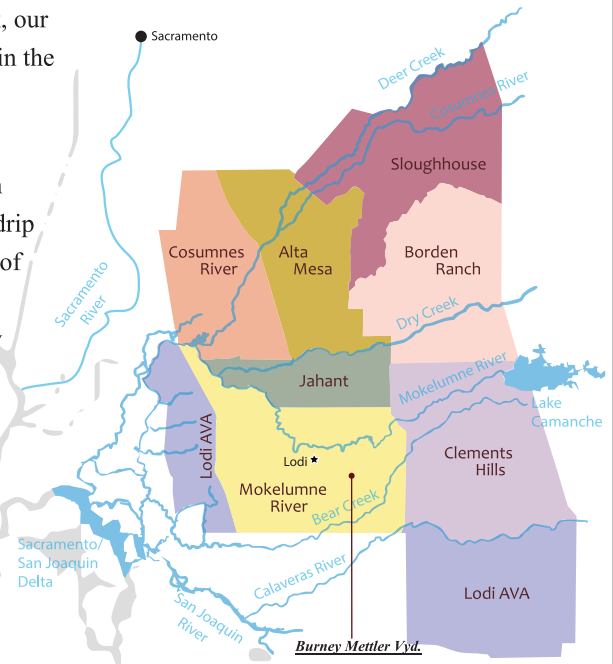 , our
in the
drip
of
Sacramento
Deer Creek
Cosumnes River
Sloughhouse
Cosumnes
River
Alta
Mesa
Borden
Ranch
Sacramento
River
Dry Creek
Jahant
Mokelumne River
Lake
Camanche
Lodi AVA
Lodi
Clements
Hills
Mokelumne
River
Bear Creek
Sacramento/
San Joaquin
Delta
Calaveras River
San Joaquin
River
Lodi AVA
Burney Mettler Vyd.